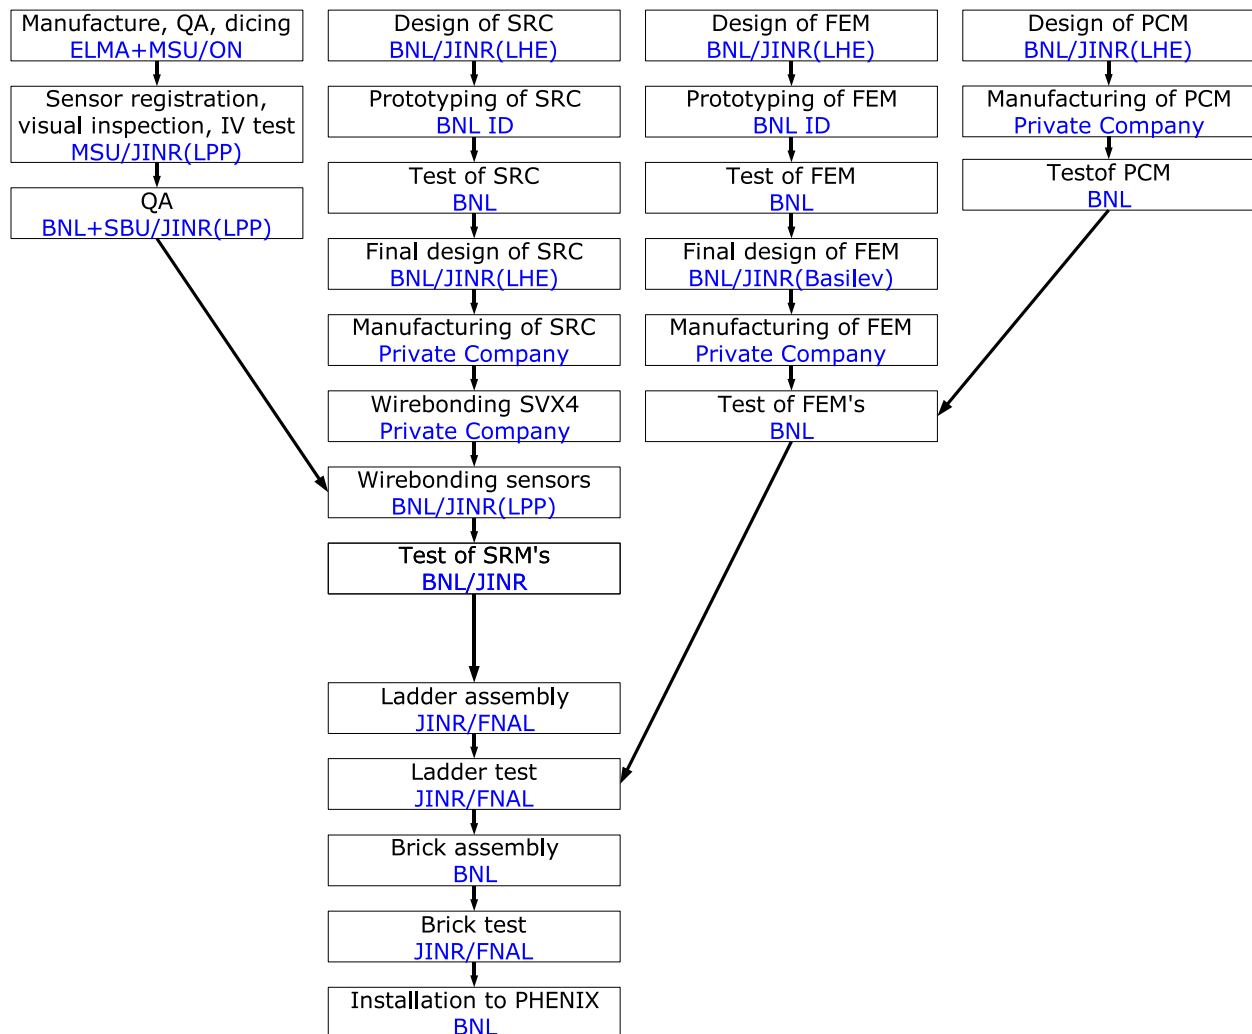 Manufacture, QA, dicing
ELMA+MSU/ON
Sensor registration,
visual inspection, IV test
MSU/JINR(LPP)
QA
BNL+SBU/JINR(LPP)
Design of SRC
BNL/JINR(LHE)
Prototyping of SRC
BNL ID
Test of SRC
BNL
Final design of SRC
BNL/JINR(LHE)
Manufacturing of SRC
Private Company
Wirebonding SVX4
Private Company
Wirebonding sensors
BNL/JINR(LPP)
Test of SRM's
BNL/JINR
Ladder assembly
JINR/FNAL
Ladder test
JINR/FNAL
Brick assembly
BNL
Brick test
JINR/FNAL
Installation to PHENIX
BNL
Design of FEM
BNL/JINR(LHE)
Prototyping of FEM
BNL ID
Test of FEM
BNL
Final design of FEM
BNL/JINR(Basilev)
Manufacturing of FEM
Private Company
Test of FEM's
BNL
Design of PCM
BNL/JINR(LHE)
Manufacturing of PCM
Private Company
Testof PCM
BNL